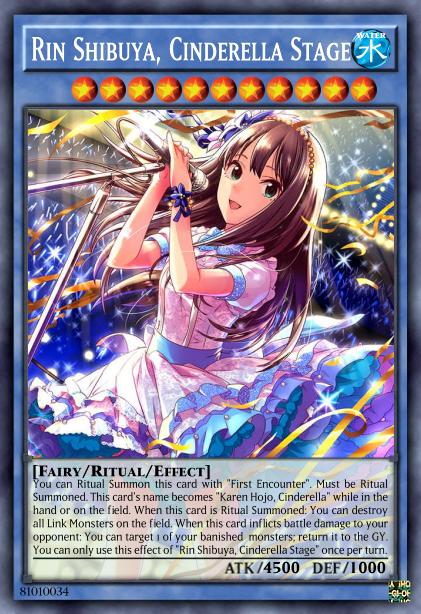 Rin Shibuya, Cinderella Stage
WATER
水
[Fairy/Ritual/Effect]
You can Ritual Summon this card with "First Encounter". Must be Ritual
Summoned. This card's name becomes "Karen Hojo, Cinderella" while in the
hand or on the field. When this card is Ritual Summoned: You can destroy
all Link Monsters on the field. When this card inflicts battle damage to your
opponent: You can target 1 of your banished monsters; return it to the GY.
You can only use this effect of "Rin Shibuya, Cinderella Stage" once per turn.
ATK/4500 DEF/1000
81010034